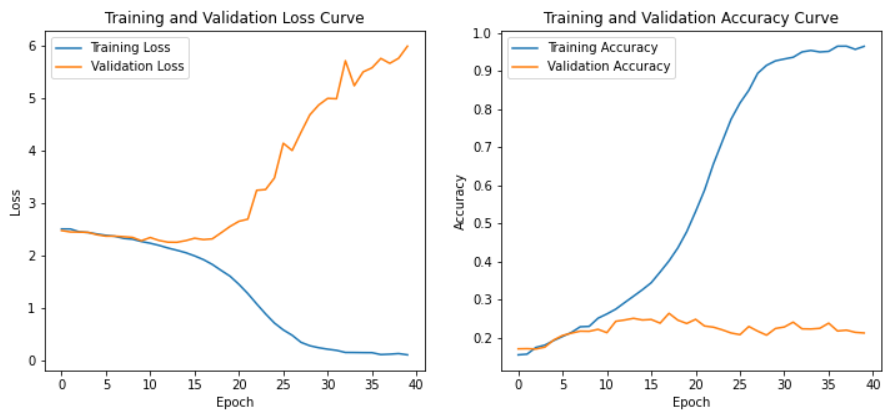 Training and Validation Loss Curve
Training Loss
Validation Loss
6
5
4
3
2
1
0
Loss
0 5 10 15 20 25 30 35 40
Epoch
Training and Validation Accuracy Curve
Training Accuracy
Validation Accuracy
1.0
0.9
0.8
0.7
0.6
0.5
0.4
0.3
0.2
Accuracy
0 5 10 15 20 25 30 35 40
Epoch